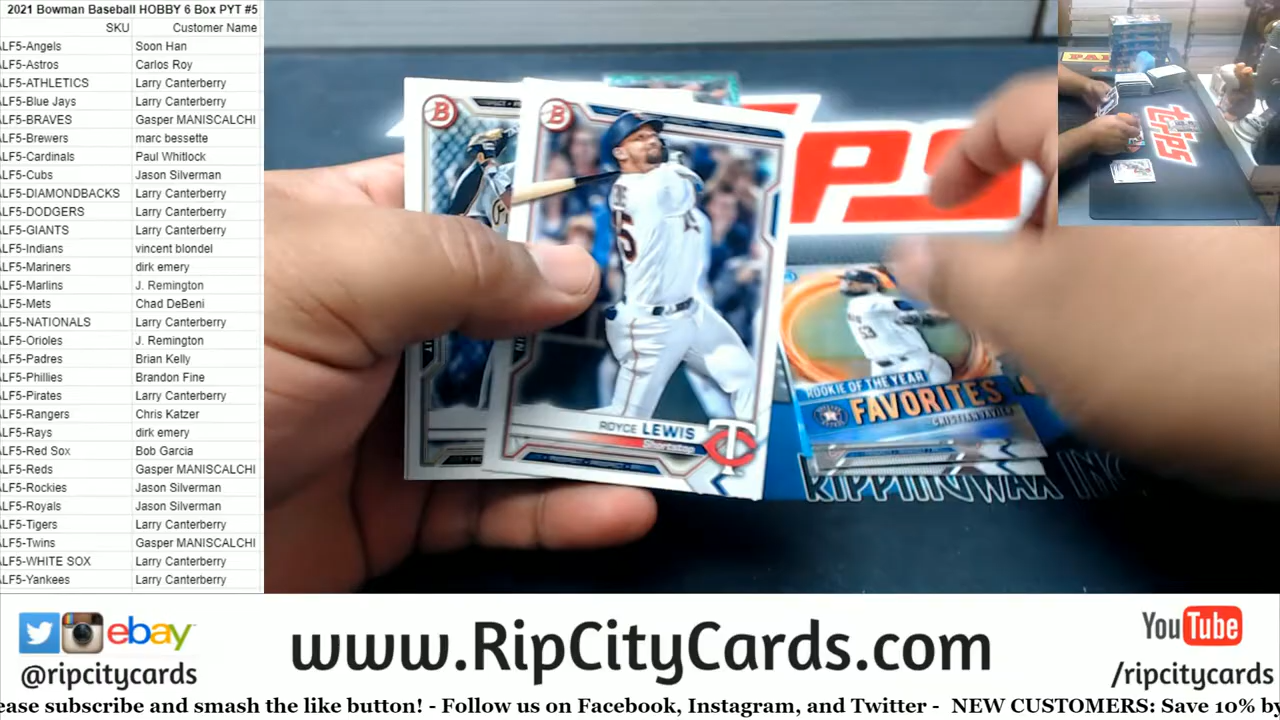 2021 Bowman Baseball HOBBY 6 Box PYT #5
SKU Customer Name
ALF5-Angels Soon Han
ALF5-Astros Carlos Roy
ALF5-ATHLETICS Larry Canterberry
ALF5-Blue Jays Larry Canterberry
ALF5-BRAVES Gasper MANISCALCHI
ALF5-Brewers marc bessette
ALF5-Cardinals Paul Whitlock
ALF5-Cubs Jason Silverman
ALF5-DIAMONDBACKS Larry Canterberry
ALF5-DODGERS Larry Canterberry
ALF5-GIANTS Larry Canterberry
ALF5-Indians vincent blondel
ALF5-Mariners dirk emery
ALF5-Marlins J. Remington
ALF5-Mets Chad DeBeni
ALF5-NATIONALS Larry Canterberry
ALF5-Orioles J. Remington
ALF5-Padres Brian Kelly
ALF5-Phillies Brandon Fine
ALF5-Pirates Larry Canterberry
ALF5-Rangers Chris Katzer
ALF5-Rays dirk emery
ALF5-Red Sox Bob Garcia
ALF5-Reds Gasper MANISCALCHI
ALF5-Rockies Jason Silverman
ALF5-Royals Jason Silverman
ALF5-Tigers Larry Canterberry
ALF5-Twins Gasper MANISCALCHI
ALF5-WHITE SOX Larry Canterberry
ALF5-Yankees Larry Canterberry
B
B
ROYCE LEWIS
Shortstop
PS
ROOKIE OF THE YEAR
FAVORITES
CRISTIAN JAVIER
RIPPINGWAX
ebay
@ripcitycards
www.RipCityCards.com
YouTube
/ripcitycards
ease subscribe and smash the like button! - Follow us on Facebook, Instagram, and Twitter - NEW CUSTOMERS: Save 10% by